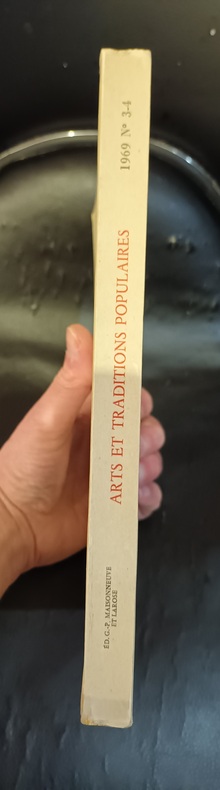 ÉD. G.-P. MAISONNEUVE
ET LAROSE
ARTS ET TRADITIONS POPULAIRES
1969 Nº 3-4